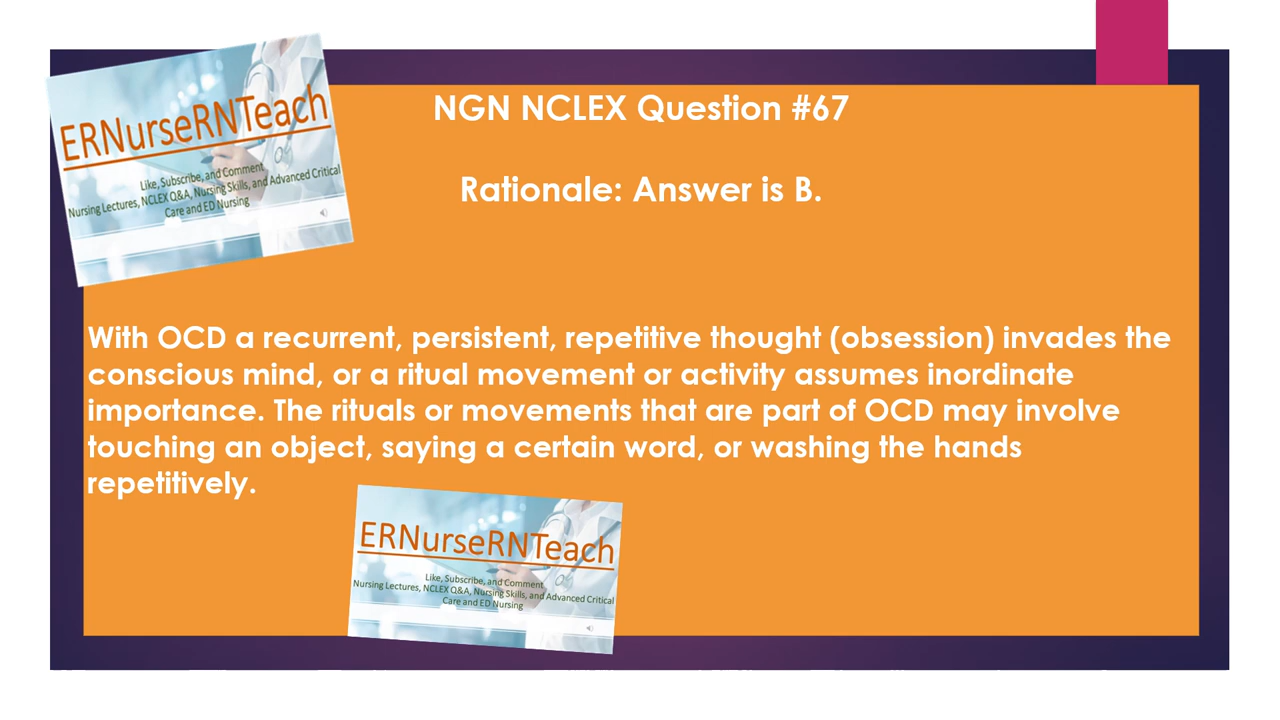 ERNurseRNTeach
Like, Subscribe, and Comment
Nursing Lectures, NCLEX Q&A, Nursing Skills, and Advanced Critical
Care and ED Nursing
NGN NCLEX Question #67
Rationale: Answer is B.
With OCD a recurrent, persistent, repetitive thought (obsession) invades the
conscious mind, or a ritual movement or activity assumes inordinate
importance. The rituals or movements that are part of OCD may involve
touching an object, saying a certain word, or washing the hands
repetitively.
ERNurseRNTeach
Like, Subscribe, and Comment
Nursing Lectures, NCLEX Q&A, Nursing Skills, and Advanced Critical
Care and ED Nursing